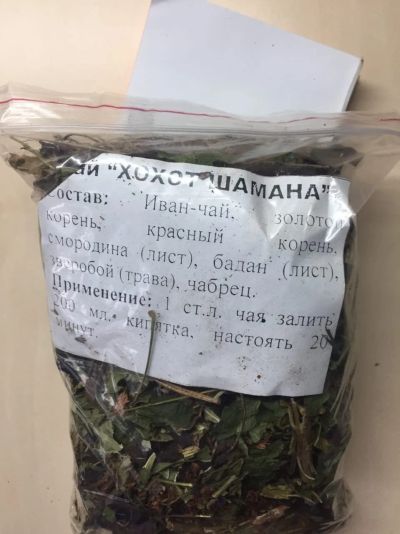 "ХОХОТ ШАМАНА"
Состав: Иван-чай, золотой
корень, красный корень,
смородина (лист), бадан (лист),
зверобой (трава), чабрец.
Применение: 1 ст.л. чая залить
200 мл. кипятка, настоять 20
минут.